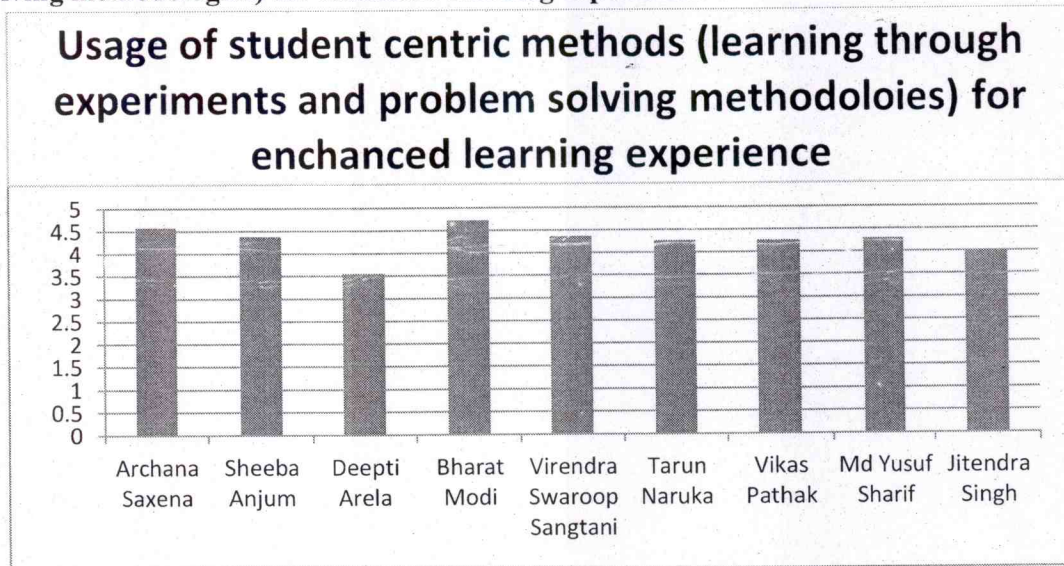 Usage of student centric methods (learning through
experiments and problem solving methodoloies) for
enchanced learning experience
5
4.5
4
3.5
3
2.5
2
1.5
1
0.5
0
Archana Saxena
Sheeba Anjum
Deepti Arela
Bharat Modi
Virendra Swaroop Sangtani
Tarun Naruka
Vikas Pathak
Md Yusuf Sharif
Jitendra Singh